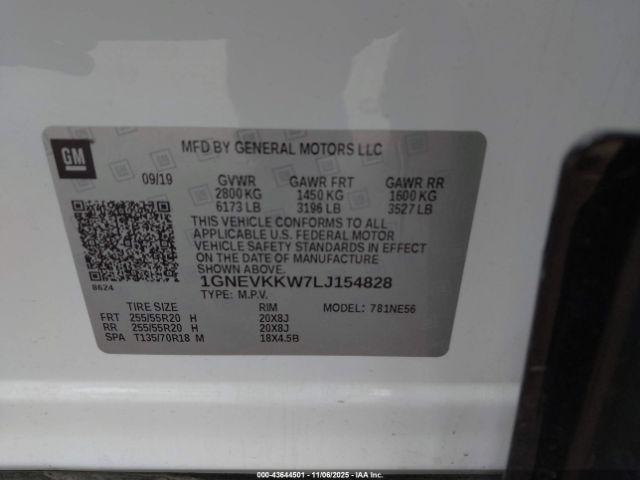 GM
MFD BY GENERAL MOTORS LLC
09/19 GVWR GAWR FRT GAWR RR
2800 KG 1450 KG 1600 KG
6173 LB 3196 LB 3527 LB
THIS VEHICLE CONFORMS TO ALL
APPLICABLE U.S. FEDERAL MOTOR
VEHICLE SAFETY STANDARDS IN EFFECT
ON THE DATE OF MANUFACTURE
SHOWN ABOVE.
8624
1GNEVKKW7LJ154828
TYPE: M.P.V.
TIRE SIZE RIM MODEL: 781NE56
FRT 255/55R20 H 20X8J
RR 255/55R20 H 20X8J
SPA T135/70R18 M 18X4.5B
© 43644501 - 11/06/2025 - IAA Inc.